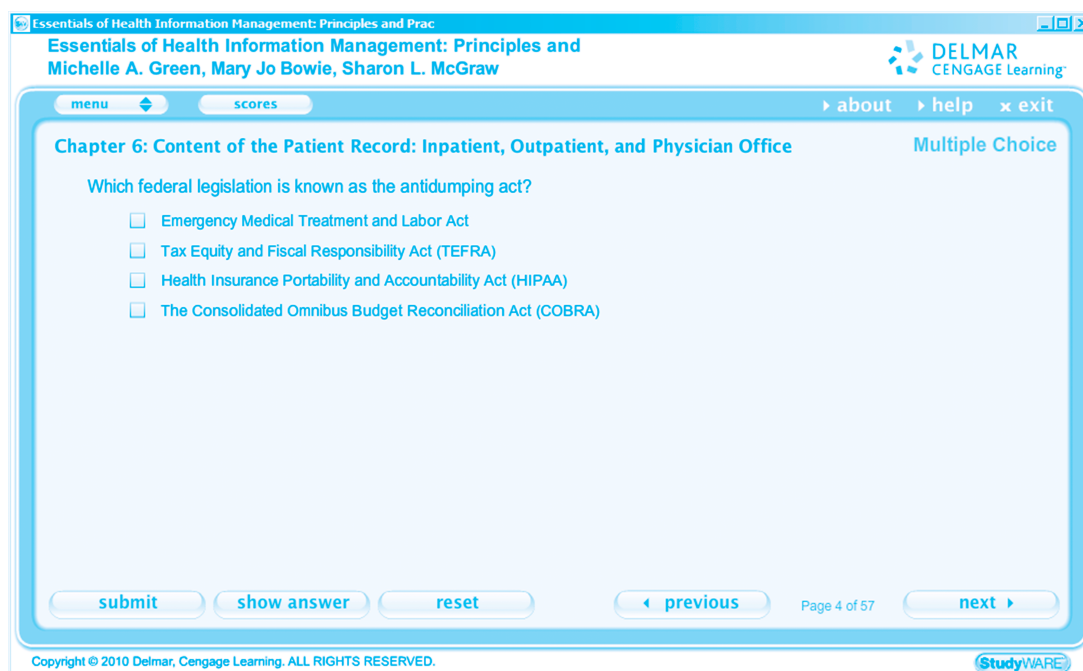 Essentials of Health Information Management: Principles and Prac
Essentials of Health Information Management: Principles and
Michelle A. Green, Mary Jo Bowie, Sharon L. McGraw
DELMAR
CENGAGE Learning
menu
scores
about
help
x exit
Chapter 6: Content of the Patient Record: Inpatient, Outpatient, and Physician Office
Multiple Choice
Which federal legislation is known as the antidumping act?
Emergency Medical Treatment and Labor Act
Tax Equity and Fiscal Responsibility Act (TEFRA)
Health Insurance Portability and Accountability Act (HIPAA)
The Consolidated Omnibus Budget Reconciliation Act (COBRA)
submit
show answer
reset
previous
Page 4 of 57
next
Copyright © 2010 Delmar, Cengage Learning. ALL RIGHTS RESERVED.
StudyWARE